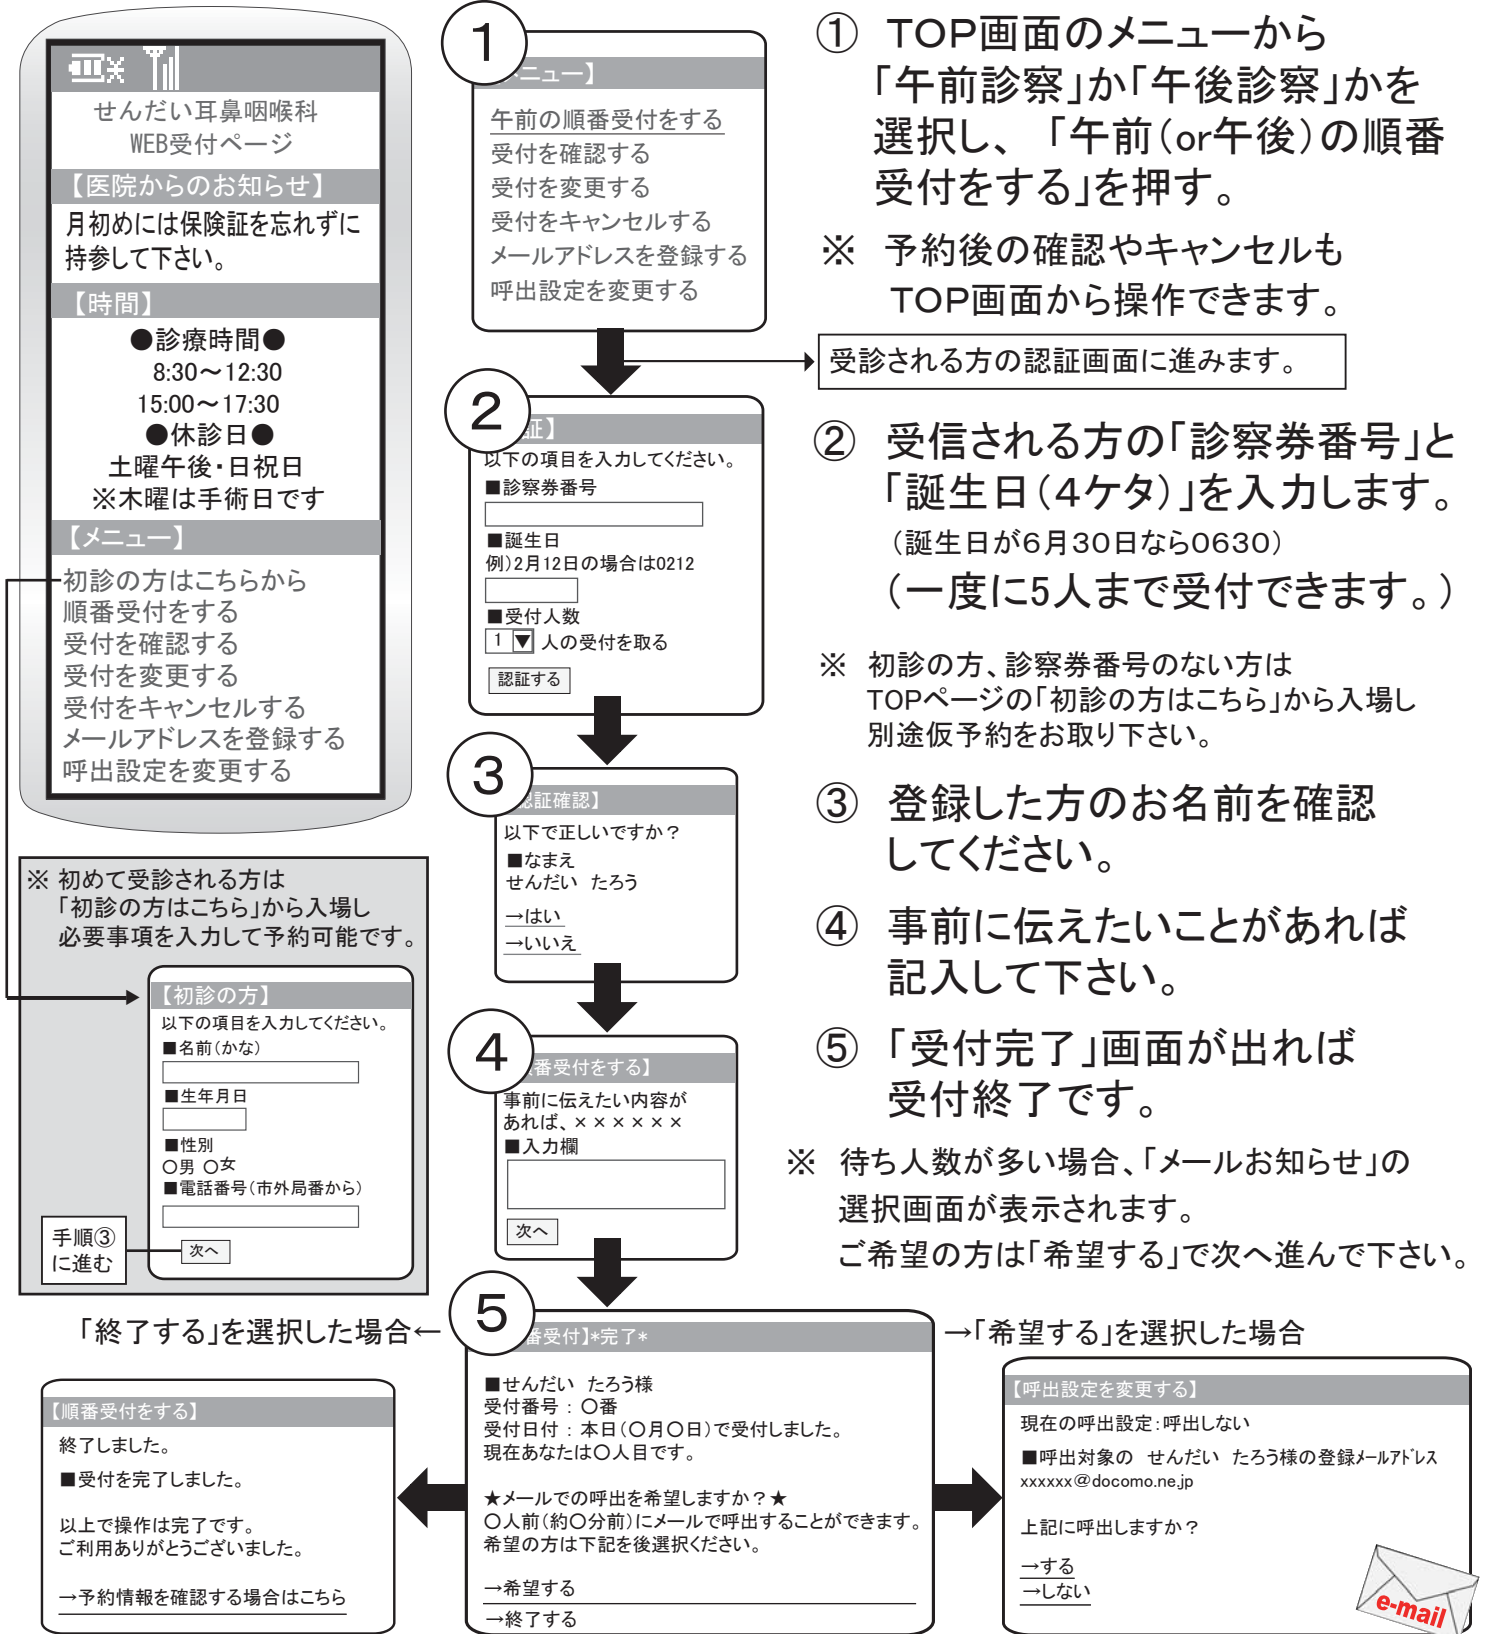 せんだい耳鼻咽喉科
WEB受付ページ
【医院からのお知らせ】
月初めには保険証を忘れずに
持参して下さい。
【時間】
●診療時間●
8:30～12:30
15:00～17:30
●休診日●
土曜午後・日祝日
※木曜は手術日です
【メニュー】
初診の方はこちらから
順番受付をする
受付を確認する
受付を変更する
受付をキャンセルする
メールアドレスを登録する
呼出設定を変更する
※ 初めて受診される方は
「初診の方はこちら」から入場し
必要事項を入力して予約可能です。
【初診の方】
以下の項目を入力してください。
■名前（かな）
■生年月日
■性別
○男 ○女
■電話番号（市外局番から）
次へ
手順③
に進む
1
ニュー】
午前の順番受付をする
受付を確認する
受付を変更する
受付をキャンセルする
メールアドレスを登録する
呼出設定を変更する
受診される方の認証画面に進みます。
2
証】
以下の項目を入力してください。
■診察券番号
■誕生日
例）2月12日の場合は0212
■受付人数
1 ▼ 人の受付を取る
認証する
3
証確認】
以下で正しいですか？
■なまえ
せんだい たろう
→はい
→いいえ
4
番受付をする】
事前に伝えたい内容が
あれば、××××××
■入力欄
次へ
5
番受付】*完了*
■せんだい たろう様
受付番号 : ○番
受付日付 : 本日（○月○日）で受付しました。
現在あなたは○人目です。
★メールでの呼出を希望しますか？★
○人前（約○分前）にメールで呼出することができます。
希望の方は下記を後選択ください。
→希望する
→終了する
① TOP画面のメニューから
「午前診察」か「午後診察」かを
選択し、「午前（or午後）の順番
受付をする」を押す。
※ 予約後の確認やキャンセルも
TOP画面から操作できます。
② 受信される方の「診察券番号」と
「誕生日（4ケタ）」を入力します。
（誕生日が6月30日なら0630）
（一度に5人まで受付できます。）
※ 初診の方、診察券番号のない方は
TOPページの「初診の方はこちら」から入場し
別途仮予約をお取り下さい。
③ 登録した方のお名前を確認
してください。
④ 事前に伝えたいことがあれば
記入して下さい。
⑤ 「受付完了」画面が出れば
受付終了です。
※ 待ち人数が多い場合、「メールお知らせ」の
選択画面が表示されます。
ご希望の方は「希望する」で次へ進んで下さい。
「終了する」を選択した場合←
【順番受付をする】
終了しました。
■受付を完了しました。
以上で操作は完了です。
ご利用ありがとうございました。
→予約情報を確認する場合はこちら
→「希望する」を選択した場合
【呼出設定を変更する】
現在の呼出設定:呼出しない
■呼出対象の せんだい たろう様の登録ﾒｰﾙｱﾄﾞﾚｽ
xxxxxx@docomo.ne.jp
上記に呼出しますか？
→する
→しない
e-mail